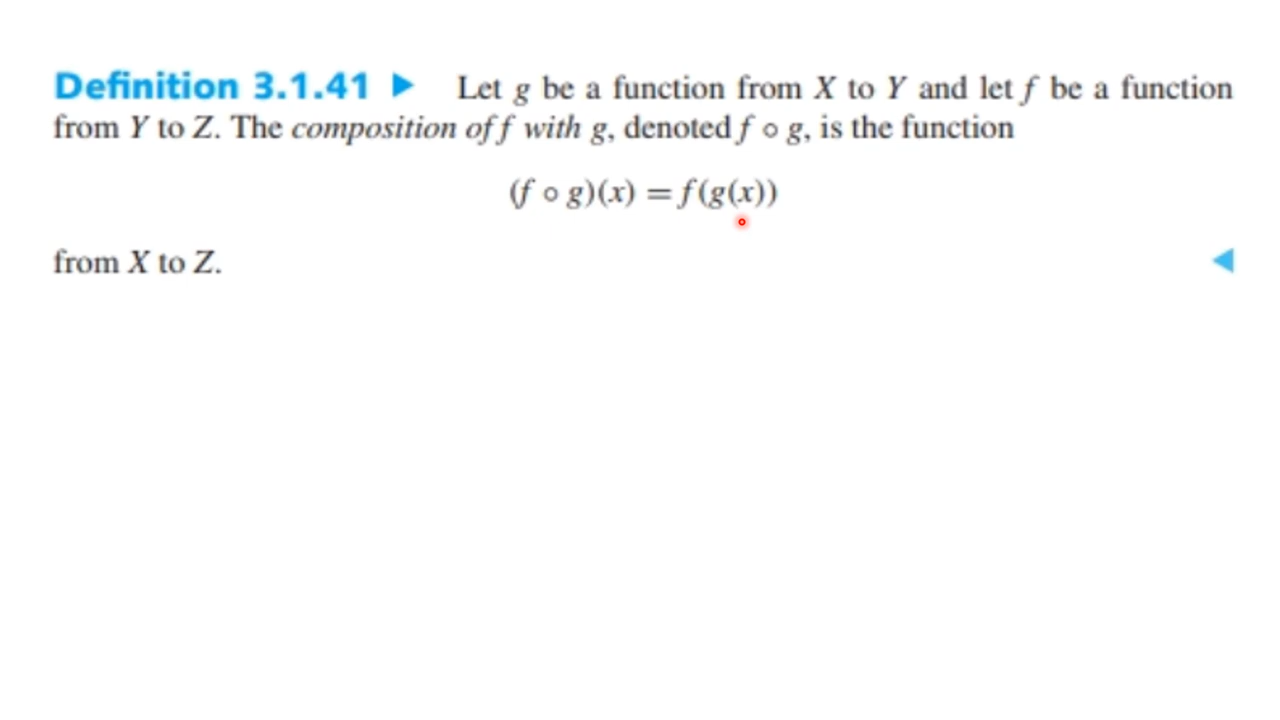 Definition 3.1.41 ▶ Let g be a function from X to Y and let f be a function
from Y to Z. The composition of f with g, denoted f ∘ g, is the function
(f ∘ g)(x) = f(g(x))
from X to Z.